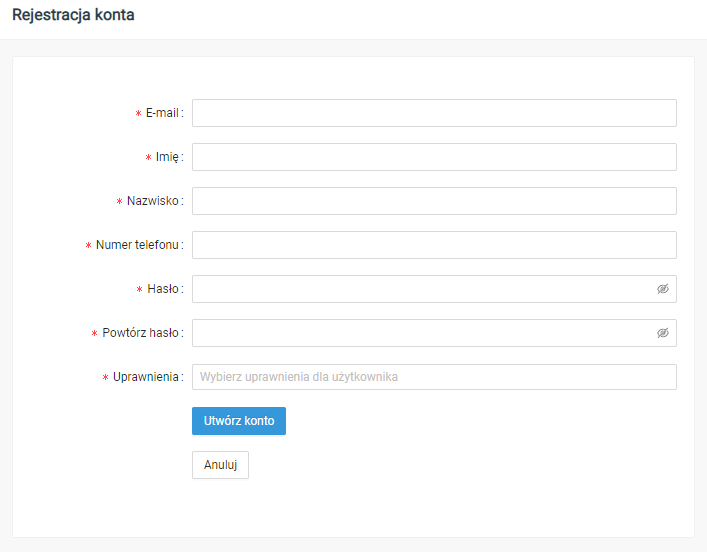 Rejestracja konta
* E-mail :
* Imię :
* Nazwisko :
* Numer telefonu :
* Hasło :
* Powtórz hasło :
* Uprawnienia : Wybierz uprawnienia dla użytkownika
Utwórz konto
Anuluj